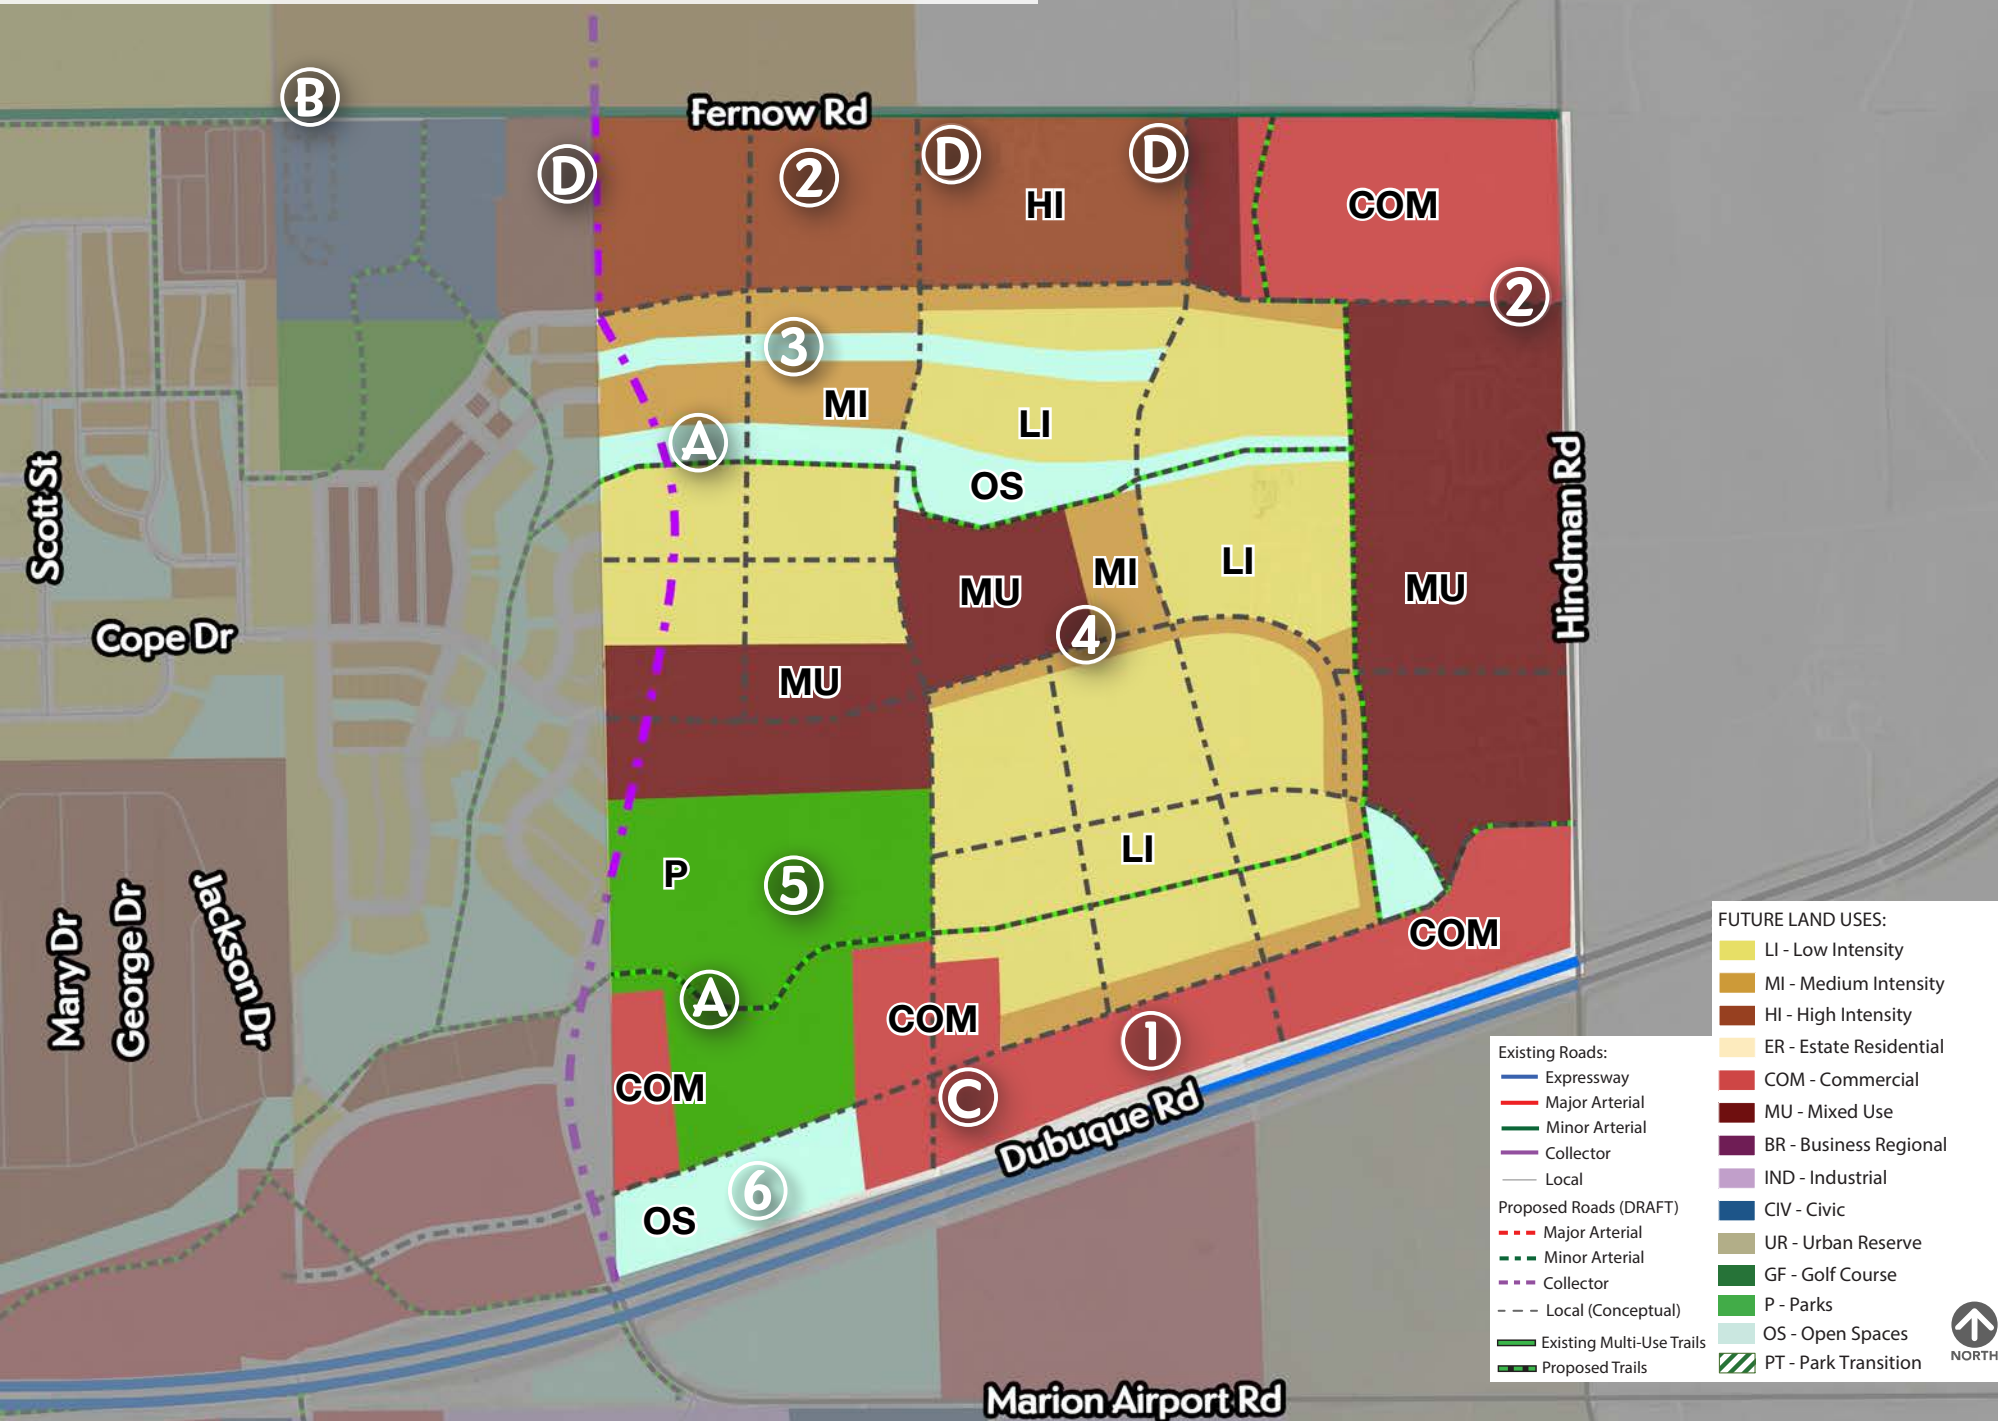 B
Fernow Rd
D
2
D
D
HI
COM
2
3
MI
LI
A
OS
Scott St
Hindman Rd
MU
MI
LI
MU
4
Cope Dr
MU
LI
P
5
Mary Dr
George Dr
Jackson Dr
COM
A
COM
1
COM
C
Dubuque Rd
6
OS
Marion Airport Rd
Existing Roads:
Expressway
Major Arterial
Minor Arterial
Collector
Local
Proposed Roads (DRAFT)
Major Arterial
Minor Arterial
Collector
Local (Conceptual)
Existing Multi-Use Trails
Proposed Trails
FUTURE LAND USES:
LI - Low Intensity
MI - Medium Intensity
HI - High Intensity
ER - Estate Residential
COM - Commercial
MU - Mixed Use
BR - Business Regional
IND - Industrial
CIV - Civic
UR - Urban Reserve
GF - Golf Course
P - Parks
OS - Open Spaces
PT - Park Transition
NORTH